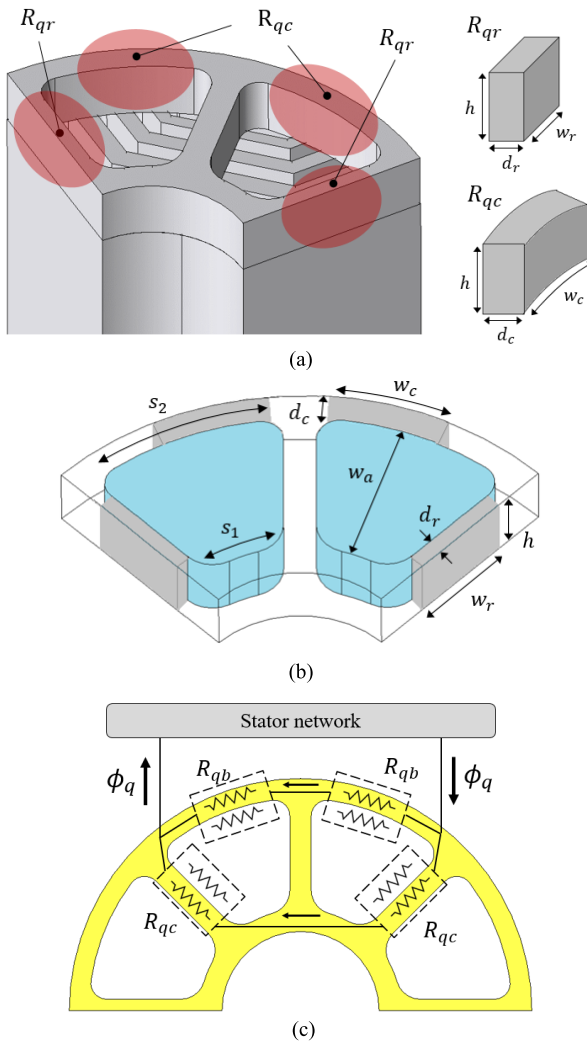 R_qr
R_qc
R_qr
R_qr
h
w_r
d_r
R_qc
h
w_c
d_c
(a)
s_2
d_c
w_c
w_a
d_r
s_1
h
w_r
(b)
Stator network
ϕ_q
R_qb
R_qb
ϕ_q
R_qc
R_qc
(c)